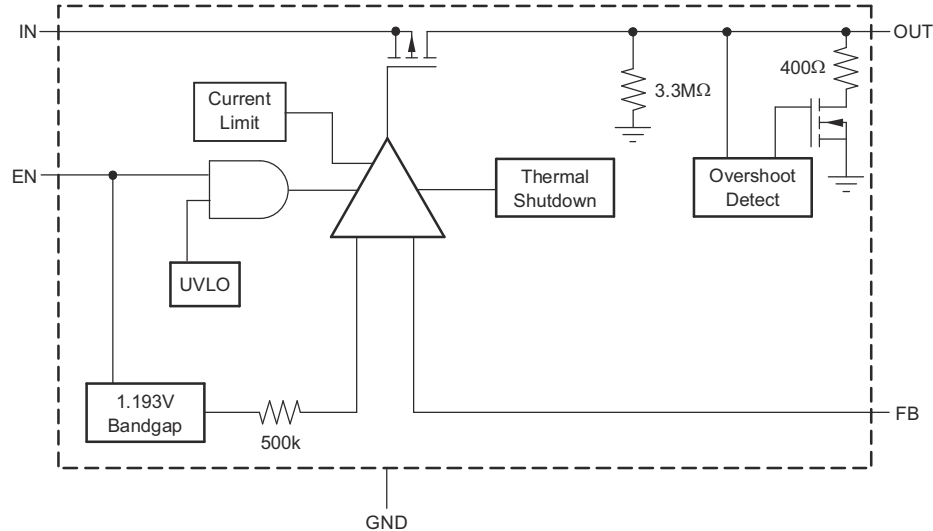 IN
OUT
400Ω
3.3MΩ
Current
Limit
EN
Thermal
Shutdown
Overshoot
Detect
UVLO
1.193V
Bandgap
500k
FB
GND